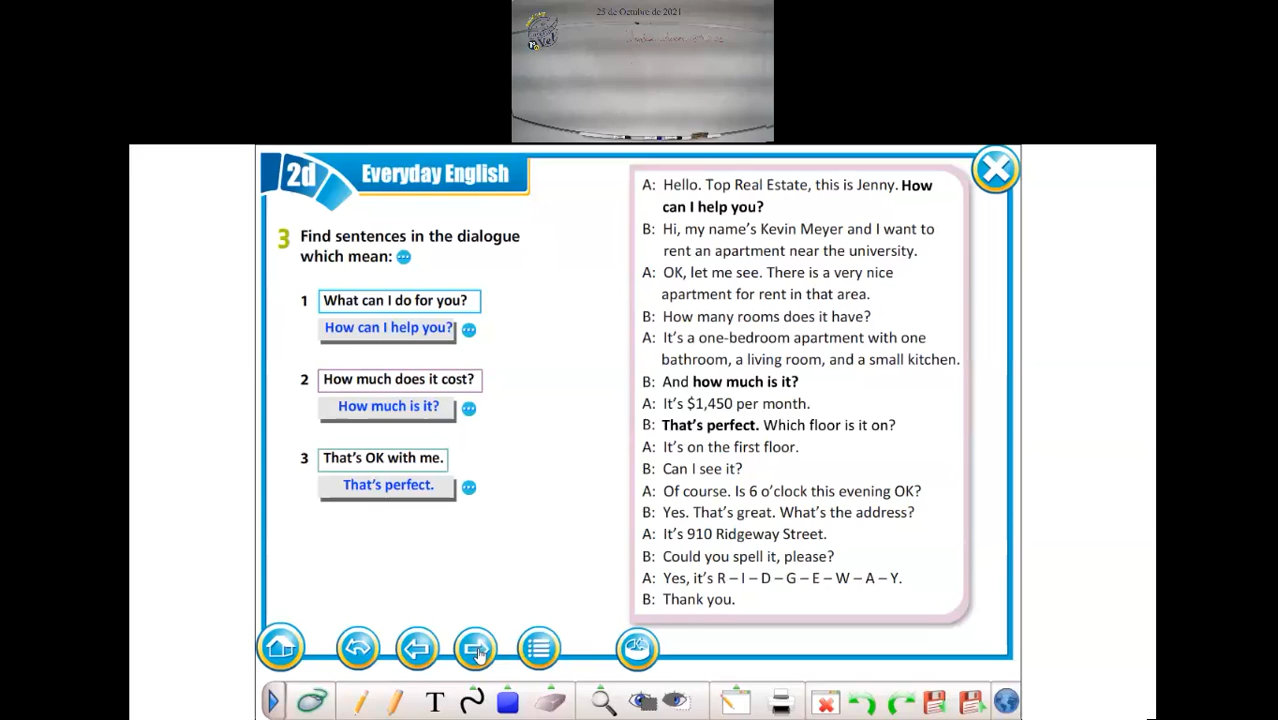 25 de Octubre de 2021
2d
Everyday English
3 Find sentences in the dialogue
which mean:
1 What can I do for you?
How can I help you?
2 How much does it cost?
How much is it?
3 That's OK with me.
That's perfect.
A: Hello. Top Real Estate, this is Jenny. How
can I help you?
B: Hi, my name's Kevin Meyer and I want to
rent an apartment near the university.
A: OK, let me see. There is a very nice
apartment for rent in that area.
B: How many rooms does it have?
A: It's a one-bedroom apartment with one
bathroom, a living room, and a small kitchen.
B: And how much is it?
A: It's $1,450 per month.
B: That's perfect. Which floor is it on?
A: It's on the first floor.
B: Can I see it?
A: Of course. Is 6 o'clock this evening OK?
B: Yes. That's great. What's the address?
A: It's 910 Ridgeway Street.
B: Could you spell it, please?
A: Yes, it's R – I – D – G – E – W – A – Y.
B: Thank you.
T